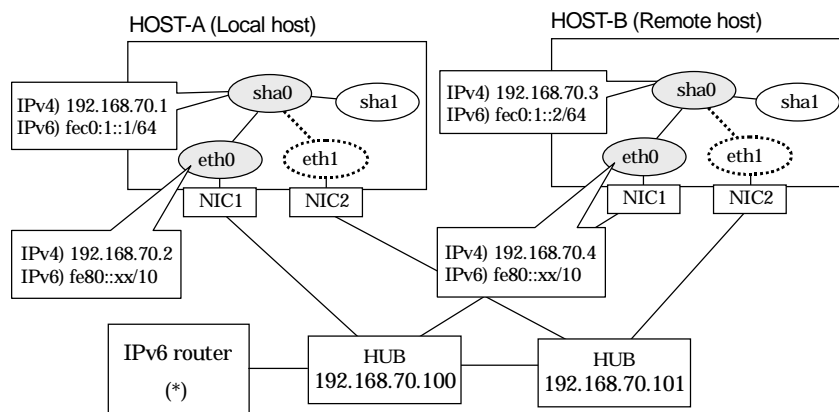 HOST-A (Local host)
HOST-B (Remote host)
IPv4) 192.168.70.1
IPv6) fec0:1::1/64
sha0
sha1
IPv4) 192.168.70.3
IPv6) fec0:1::2/64
sha0
sha1
eth0
eth1
eth0
eth1
NIC1
NIC2
NIC1
NIC2
IPv4) 192.168.70.2
IPv6) fe80::xx/10
IPv4) 192.168.70.4
IPv6) fe80::xx/10
IPv6 router
(*)
HUB
192.168.70.100
HUB
192.168.70.101